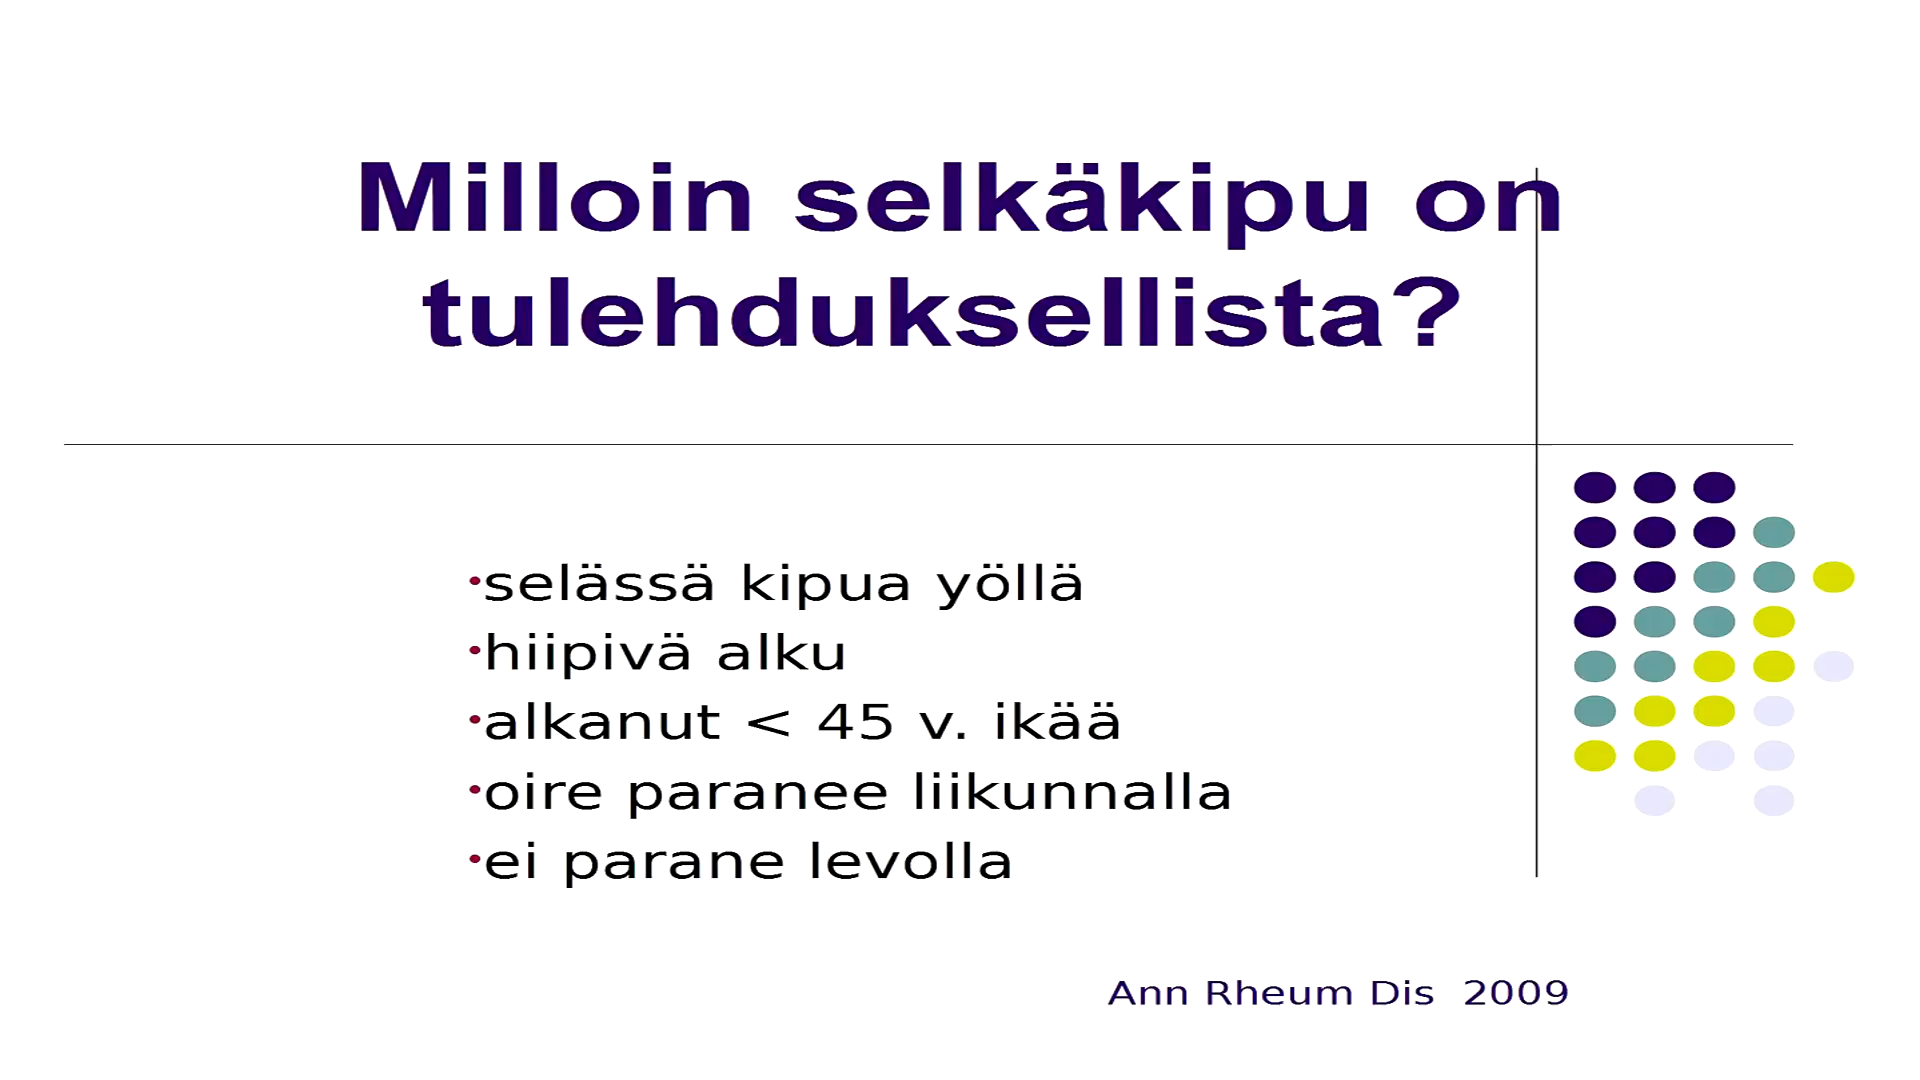 Milloin selkäkipu on
tulehduksellista?
•selässä kipua yöllä
•hiipivä alku
•alkanut < 45 v. ikää
•oire paranee liikunnalla
•ei parane levolla
Ann Rheum Dis  2009